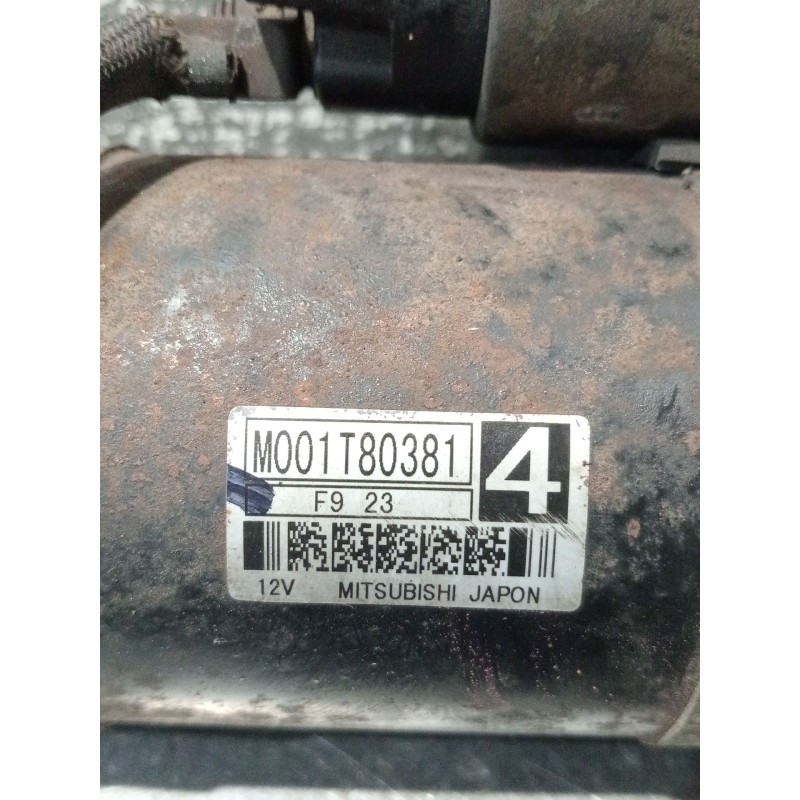 M001T80381
4
F9 23
12V MITSUBISHI JAPON